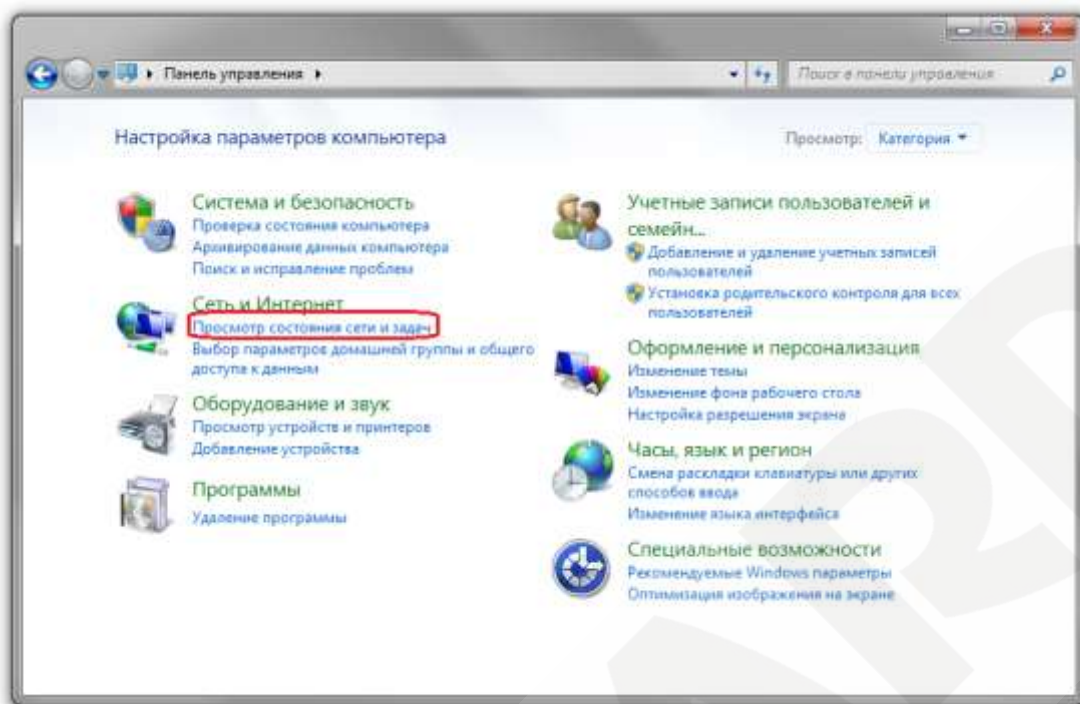 Панель управления
Поиск в панели управления
Настройка параметров компьютера
Просмотр: Категория
Система и безопасность
Проверка состояния компьютера
Архивирование данных компьютера
Поиск и исправление проблем
Сеть и Интернет
Просмотр состояния сети и задач
Выбор параметров домашней группы и общего
доступа к данным
Оборудование и звук
Просмотр устройств и принтеров
Добавление устройства
Программы
Удаление программы
Учетные записи пользователей и
семейн...
Добавление и удаление учетных записей
пользователей
Установка родительского контроля для всех
пользователей
Оформление и персонализация
Изменение темы
Изменение фона рабочего стола
Настройка разрешения экрана
Часы, язык и регион
Смена раскладки клавиатуры или других
способов ввода
Изменение языка интерфейса
Специальные возможности
Рекомендуемые Windows параметры
Оптимизация изображения на экране